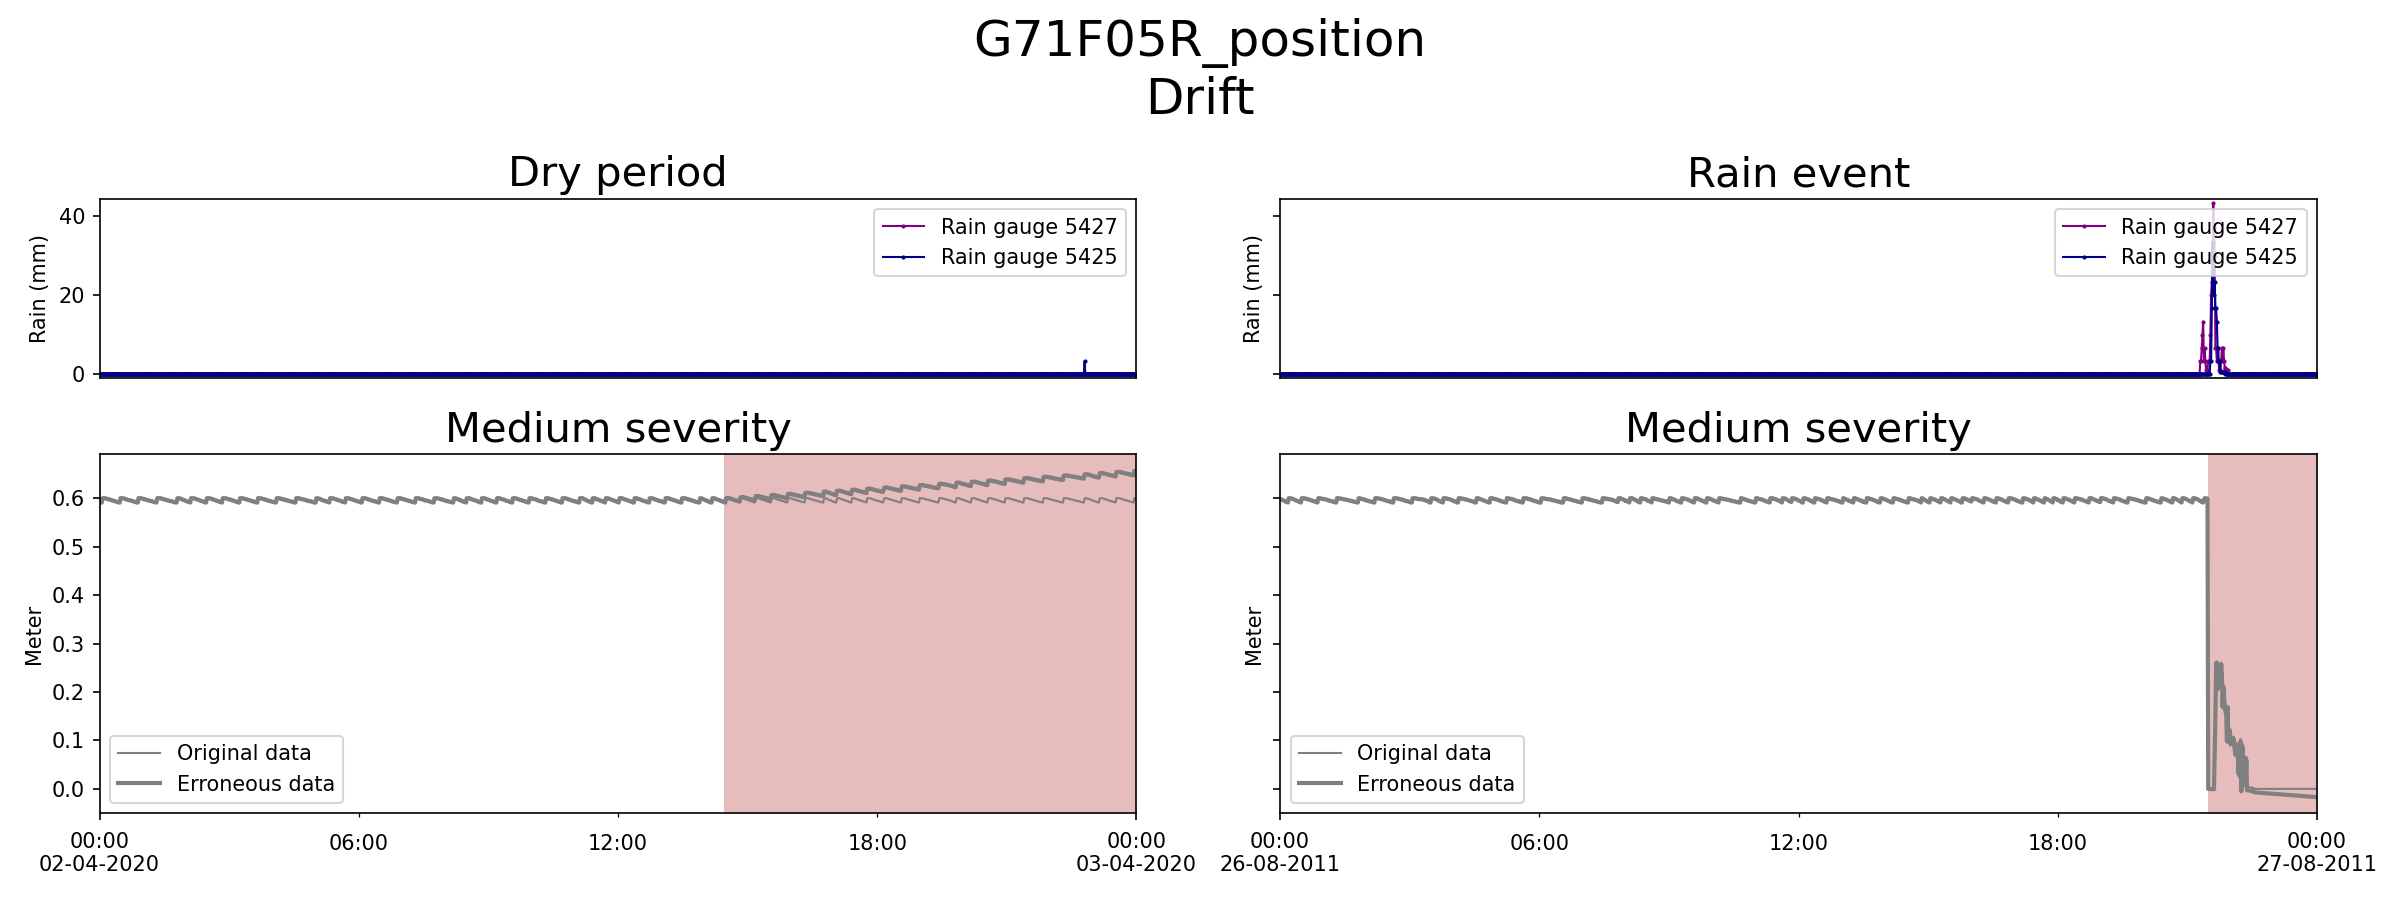 G71F05R_position
Drift
Dry period
Rain (mm)
40
20
0
Rain gauge 5427
Rain gauge 5425
Rain event
Rain (mm)
Rain gauge 5427
Rain gauge 5425
Medium severity
Meter
0.6
0.5
0.4
0.3
0.2
0.1
0.0
Original data
Erroneous data
00:00
02-04-2020
06:00
12:00
18:00
00:00
03-04-2020
Medium severity
Meter
Original data
Erroneous data
00:00
26-08-2011
06:00
12:00
18:00
00:00
27-08-2011